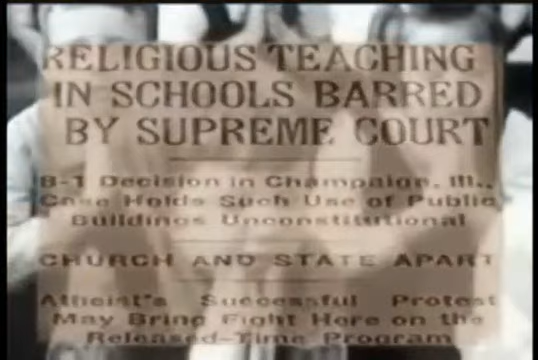 RELIGIOUS TEACHING
IN SCHOOLS BARRED
BY SUPREME COURT
8-1 Decision in Champaign, Ill.,
Case Holds Such Use of Public
Buildings Unconstitutional
CHURCH AND STATE APART
Atheist's Successful Protest
May Bring Fight Here on the
Released-Time Program